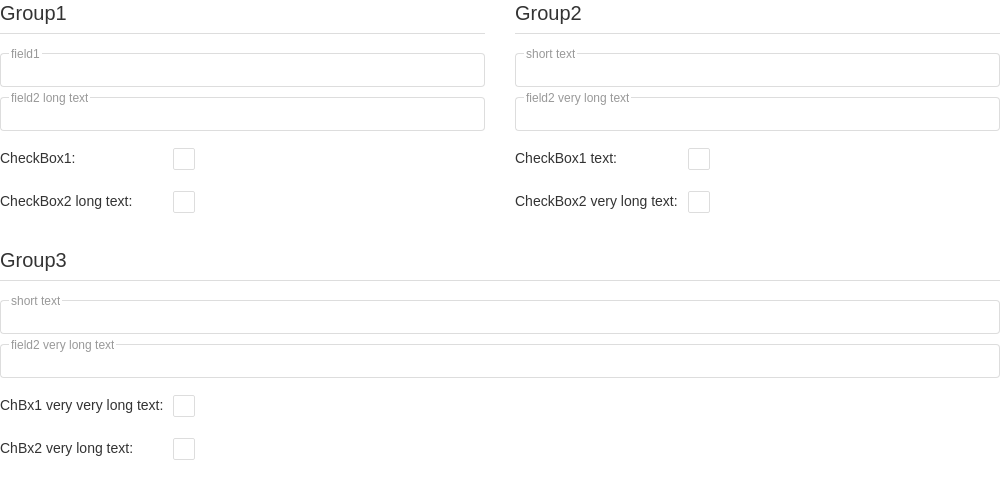 Group1
field1
field2 long text
CheckBox1:
CheckBox2 long text:
Group2
short text
field2 very long text
CheckBox1 text:
CheckBox2 very long text:
Group3
short text
field2 very long text
ChBx1 very very long text:
ChBx2 very long text: